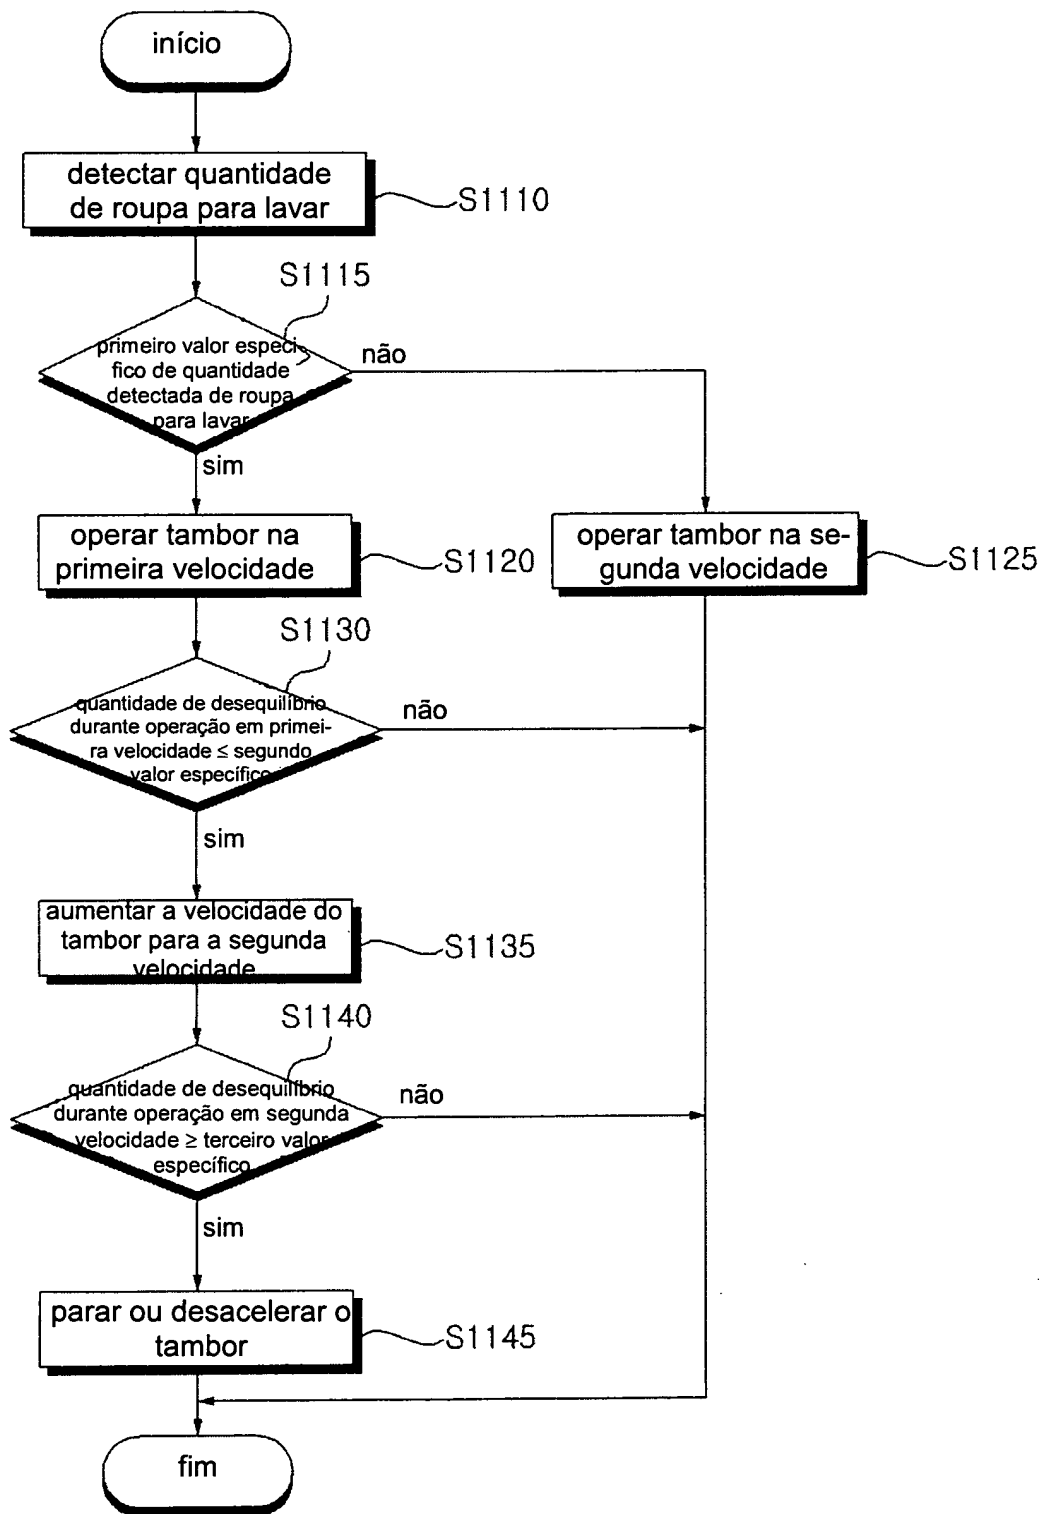 início
detectar quantidade
de roupa para lavar
S1110
S1115
primeiro valor especí-
fico de quantidade
detectada de roupa
para lavar
não
sim
operar tambor na
primeira velocidade
S1120
operar tambor na se-
gunda velocidade
S1125
S1130
quantidade de desequilíbrio
durante operação em primei-
ra velocidade ≤ segundo
valor específico
não
sim
aumentar a velocidade do
tambor para a segunda
velocidade
S1135
S1140
quantidade de desequilíbrio
durante operação em segunda
velocidade ≥ terceiro valor
específico
não
sim
parar ou desacelerar o
tambor
S1145
fim